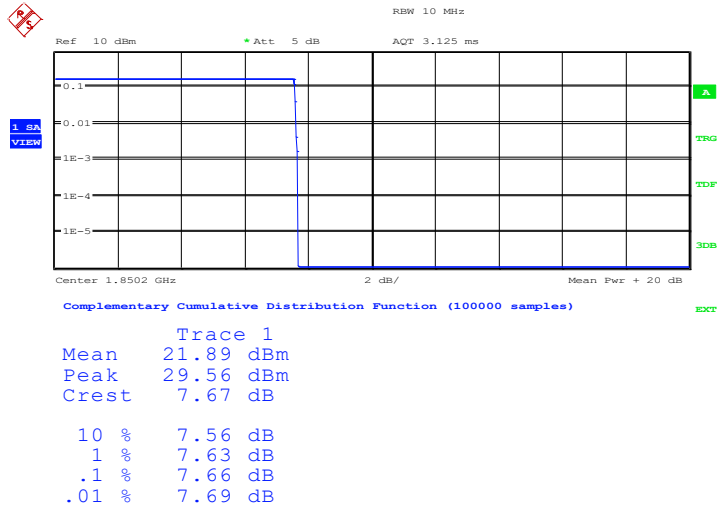 RBW 10 MHz
Ref 10 dBm * Att 5 dB AQT 3.125 ms
R S
0.1
A
1 SA
VIEW
0.01
TRG
1E-3
TDF
1E-4
1E-5
3DB
Center 1.8502 GHz 2 dB/ Mean Pwr + 20 dB
Complementary Cumulative Distribution Function (100000 samples)
EXT
Trace 1
Mean 21.89 dBm
Peak 29.56 dBm
Crest 7.67 dB
10 % 7.56 dB
1 % 7.63 dB
.1 % 7.66 dB
.01 % 7.69 dB